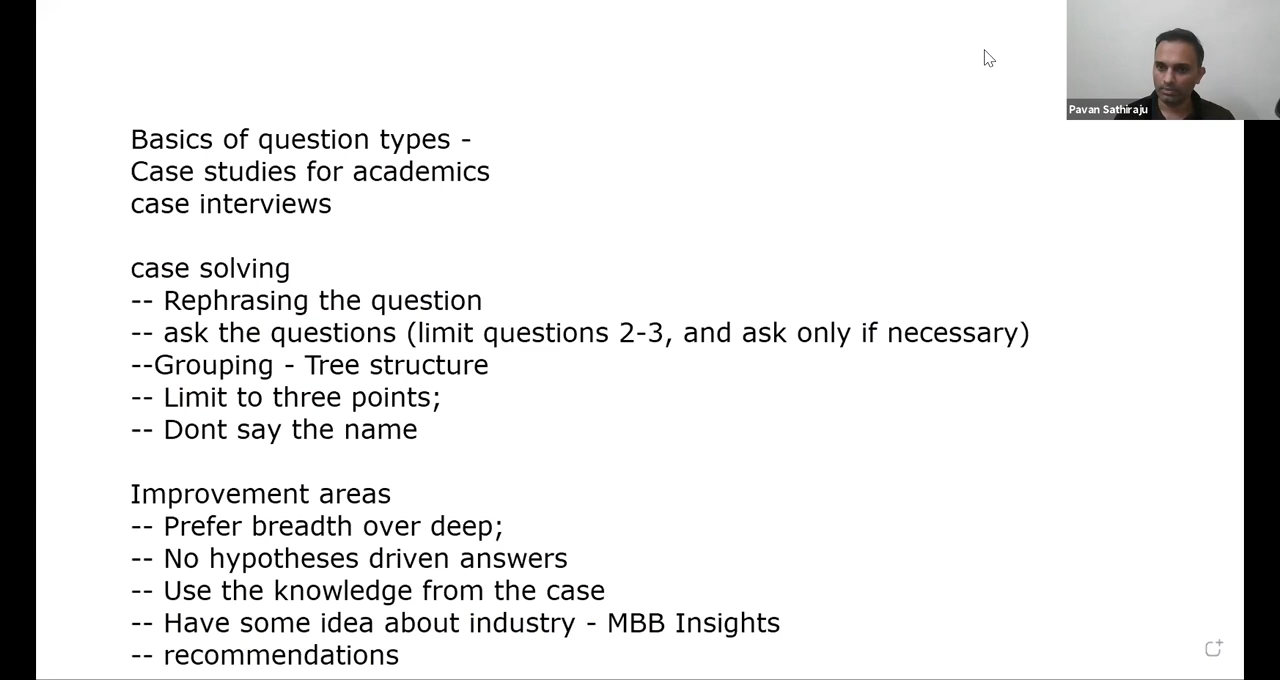 Pavan Sathiraju
Basics of question types -
Case studies for academics
case interviews
case solving
-- Rephrasing the question
-- ask the questions (limit questions 2-3, and ask only if necessary)
--Grouping - Tree structure
-- Limit to three points;
-- Dont say the name
Improvement areas
-- Prefer breadth over deep;
-- No hypotheses driven answers
-- Use the knowledge from the case
-- Have some idea about industry - MBB Insights
-- recommendations